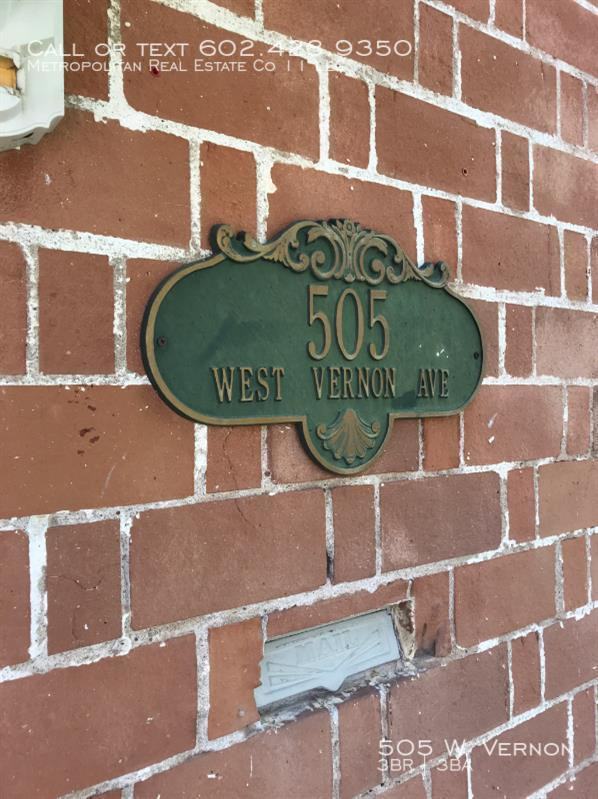 Call or text 602.428.9350
Metropolitan Real Estate Co
505
WEST VERNON AVE
MAIL
505 W. Vernon
3BR | 3BA